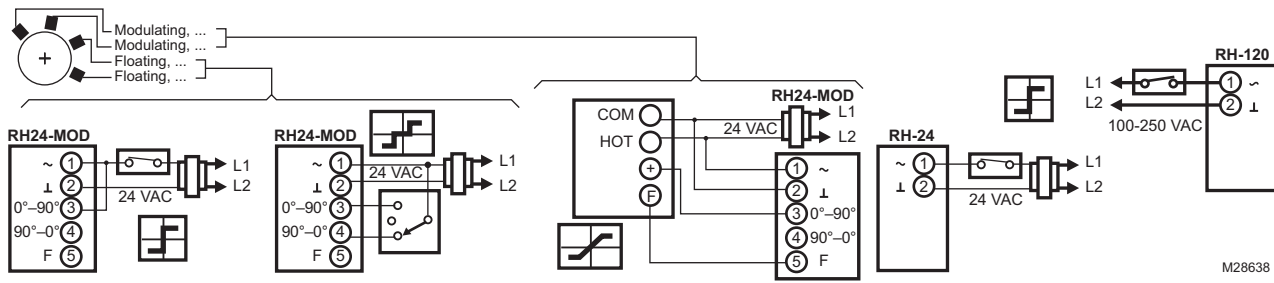 Modulating, ...
Modulating, ...
Floating, ...
Floating, ...
RH24-MOD
~ 1
⊥ 2
0°–90° 3
90°–0° 4
F 5
24 VAC
L1
L2
RH24-MOD
~ 1
⊥ 2
0°–90° 3
90°–0° 4
F 5
24 VAC
L1
L2
COM
HOT
+
F
RH24-MOD
24 VAC
L1
L2
1 ~
2 ⊥
3 0°–90°
4 90°–0°
5 F
RH-24
~ 1
⊥ 2
24 VAC
L1
L2
RH-120
L1
L2
100-250 VAC
1 ~
2 ⊥
M28638